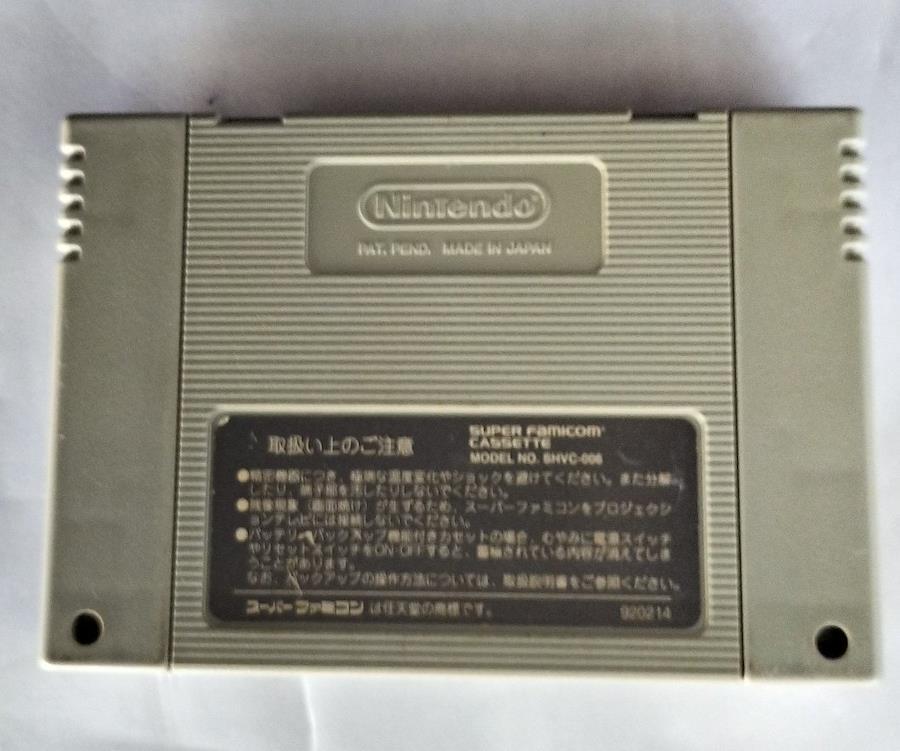 Nintendo
PAT. PEND. MADE IN JAPAN
取扱い上のご注意
SUPER FAMICOM
CASSETTE
MODEL NO. SHVC-006
●精密機器につき、極端な温度変化やショックを避けてください。また分解
したり、端子部を汚したりしないでください。
●残像現象(画面焼け)が生ずるため、スーパーファミコンをプロジェクシ
ョンテレビには接続しないでください。
●バッテリーバックアップ機能付きカセットの場合、むやみに電源スイッチ
やリセットスイッチをON・OFFすると、蓄積されている内容が消えてしま
うことがあります。
なお、バックアップの操作方法については、取扱説明書をご参照ください。
スーパーファミコンは任天堂の商標です。
920214